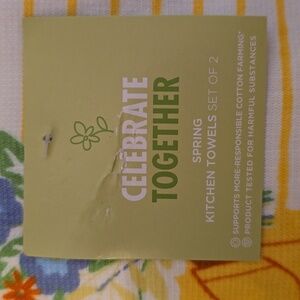 CELEBRATE
TOGETHER
SPRING
KITCHEN TOWELS SET OF 2
SUPPORTS MORE-RESPONSIBLE COTTON FARMING*
PRODUCT TESTED FOR HARMFUL SUBSTANCES